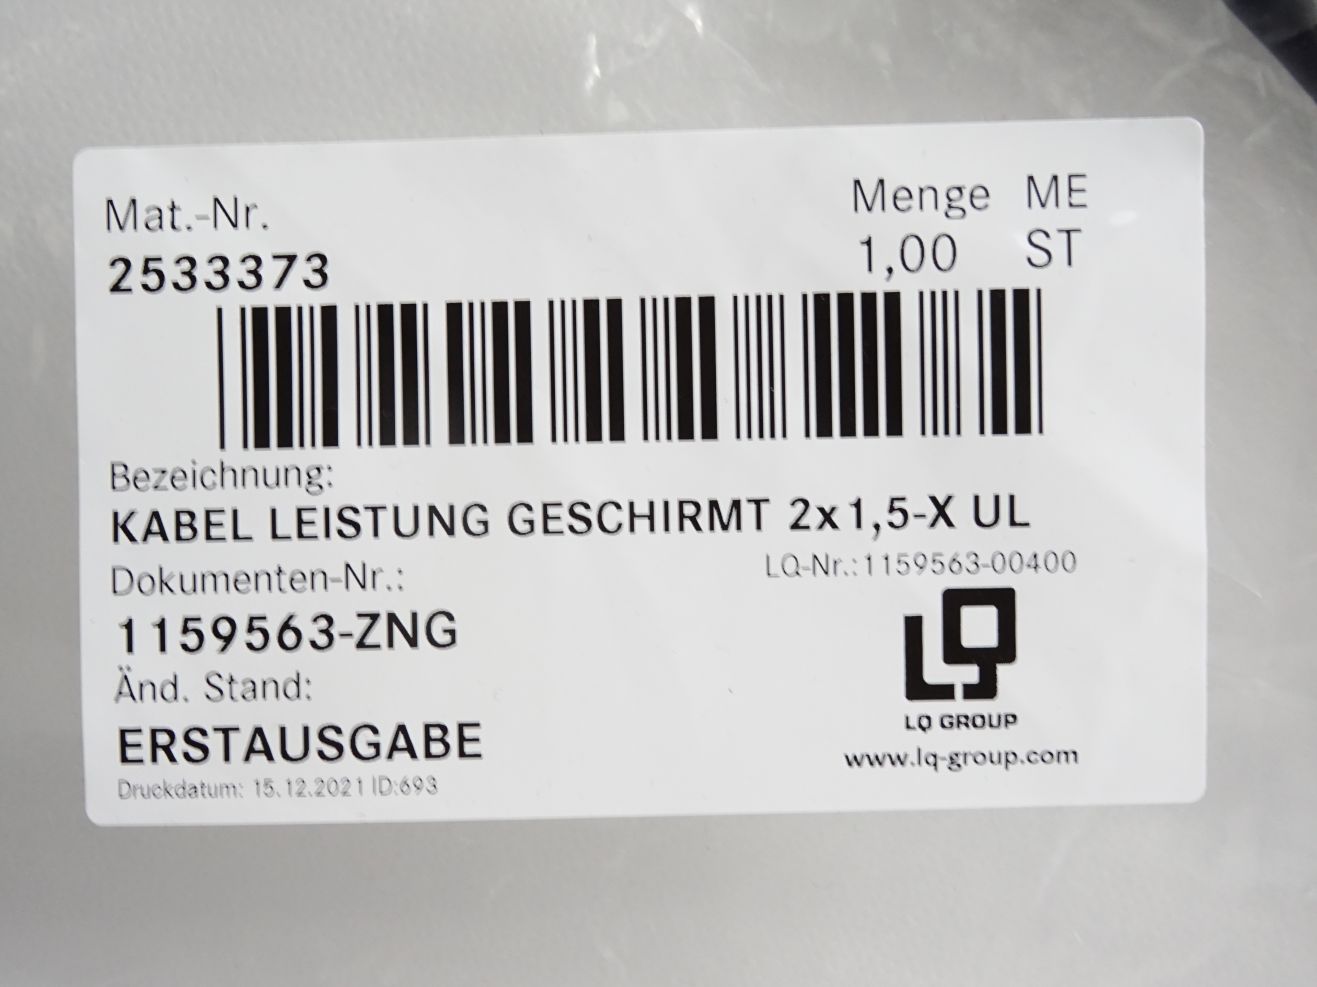 Mat.-Nr. Menge ME
2533373 1,00 ST
Bezeichnung:
KABEL LEISTUNG GESCHIRMT 2x1,5-X UL
Dokumenten-Nr.: LQ-Nr.:1159563-00400
1159563-ZNG
Änd. Stand:
LQ
LQ GROUP
ERSTAUSGABE
www.lq-group.com
Druckdatum: 15.12.2021 ID:693